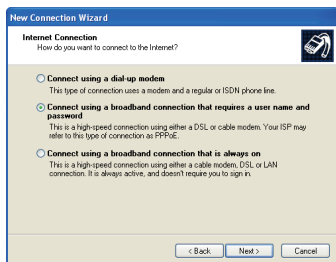 New Connection Wizard
Internet Connection
How do you want to connect to the Internet?
Connect using a dial-up modem
This type of connection uses a modem and a regular or ISDN phone line.
Connect using a broadband connection that requires a user name and
password
This is a high-speed connection using either a DSL or cable modem. Your ISP may
refer to this type of connection as PPPoE.
Connect using a broadband connection that is always on
This is a high-speed connection using either a cable modem, DSL or LAN
connection. It is always active, and doesn't require you to sign in.
< Back
Next >
Cancel